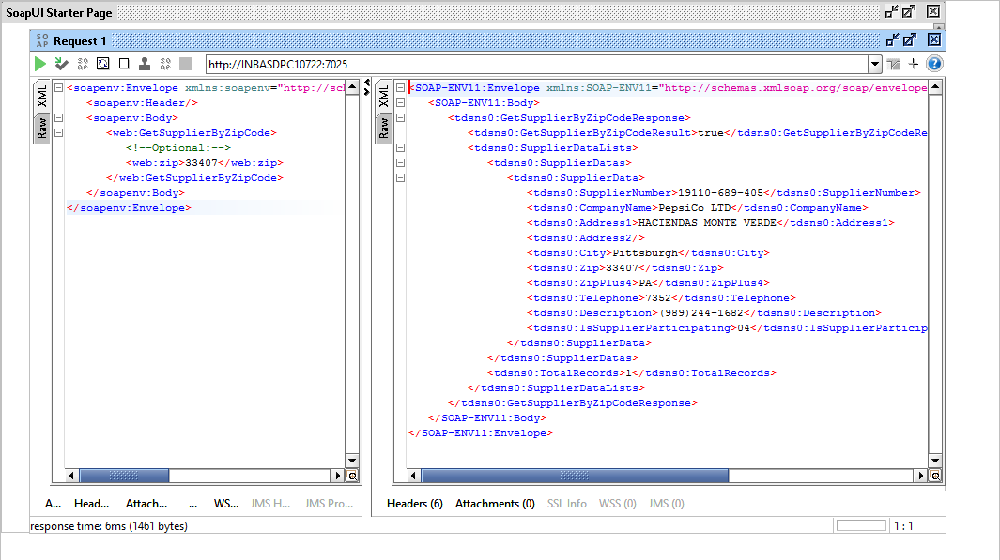 SoapUI Starter Page
SO
AP
Request 1
http://INBASDPC10722:7025
XML
Raw
<soapenv:Envelope xmlns:soapenv="http://sc
<soapenv:Header/>
<soapenv:Body>
<web:GetSupplierByZipCode>
<!--Optional:-->
<web:zip>33407</web:zip>
</web:GetSupplierByZipCode>
</soapenv:Body>
</soapenv:Envelope>
A... Head... Attach... ... WS... JMS H... JMS Pro...
XML
Raw
<SOAP-ENV11:Envelope xmlns:SOAP-ENV11="http://schemas.xmlsoap.org/soap/envelope
<SOAP-ENV11:Body>
<tdsns0:GetSupplierByZipCodeResponse>
<tdsns0:GetSupplierByZipCodeResult>true</tdsns0:GetSupplierByZipCodeRe
<tdsns0:SupplierDataLists>
<tdsns0:SupplierDatas>
<tdsns0:SupplierData>
<tdsns0:SupplierNumber>19110-689-405</tdsns0:SupplierNumber>
<tdsns0:CompanyName>PepsiCo LTD</tdsns0:CompanyName>
<tdsns0:Address1>HACIENDAS MONTE VERDE</tdsns0:Address1>
<tdsns0:Address2/>
<tdsns0:City>Pittsburgh</tdsns0:City>
<tdsns0:Zip>33407</tdsns0:Zip>
<tdsns0:ZipPlus4>PA</tdsns0:ZipPlus4>
<tdsns0:Telephone>7352</tdsns0:Telephone>
<tdsns0:Description>(989)244-1682</tdsns0:Description>
<tdsns0:IsSupplierParticipating>04</tdsns0:IsSupplierParticip
</tdsns0:SupplierData>
</tdsns0:SupplierDatas>
<tdsns0:TotalRecords>1</tdsns0:TotalRecords>
</tdsns0:SupplierDataLists>
</tdsns0:GetSupplierByZipCodeResponse>
</SOAP-ENV11:Body>
</SOAP-ENV11:Envelope>
Headers (6) Attachments (0) SSL Info WSS (0) JMS (0)
response time: 6ms (1461 bytes)
1 : 1